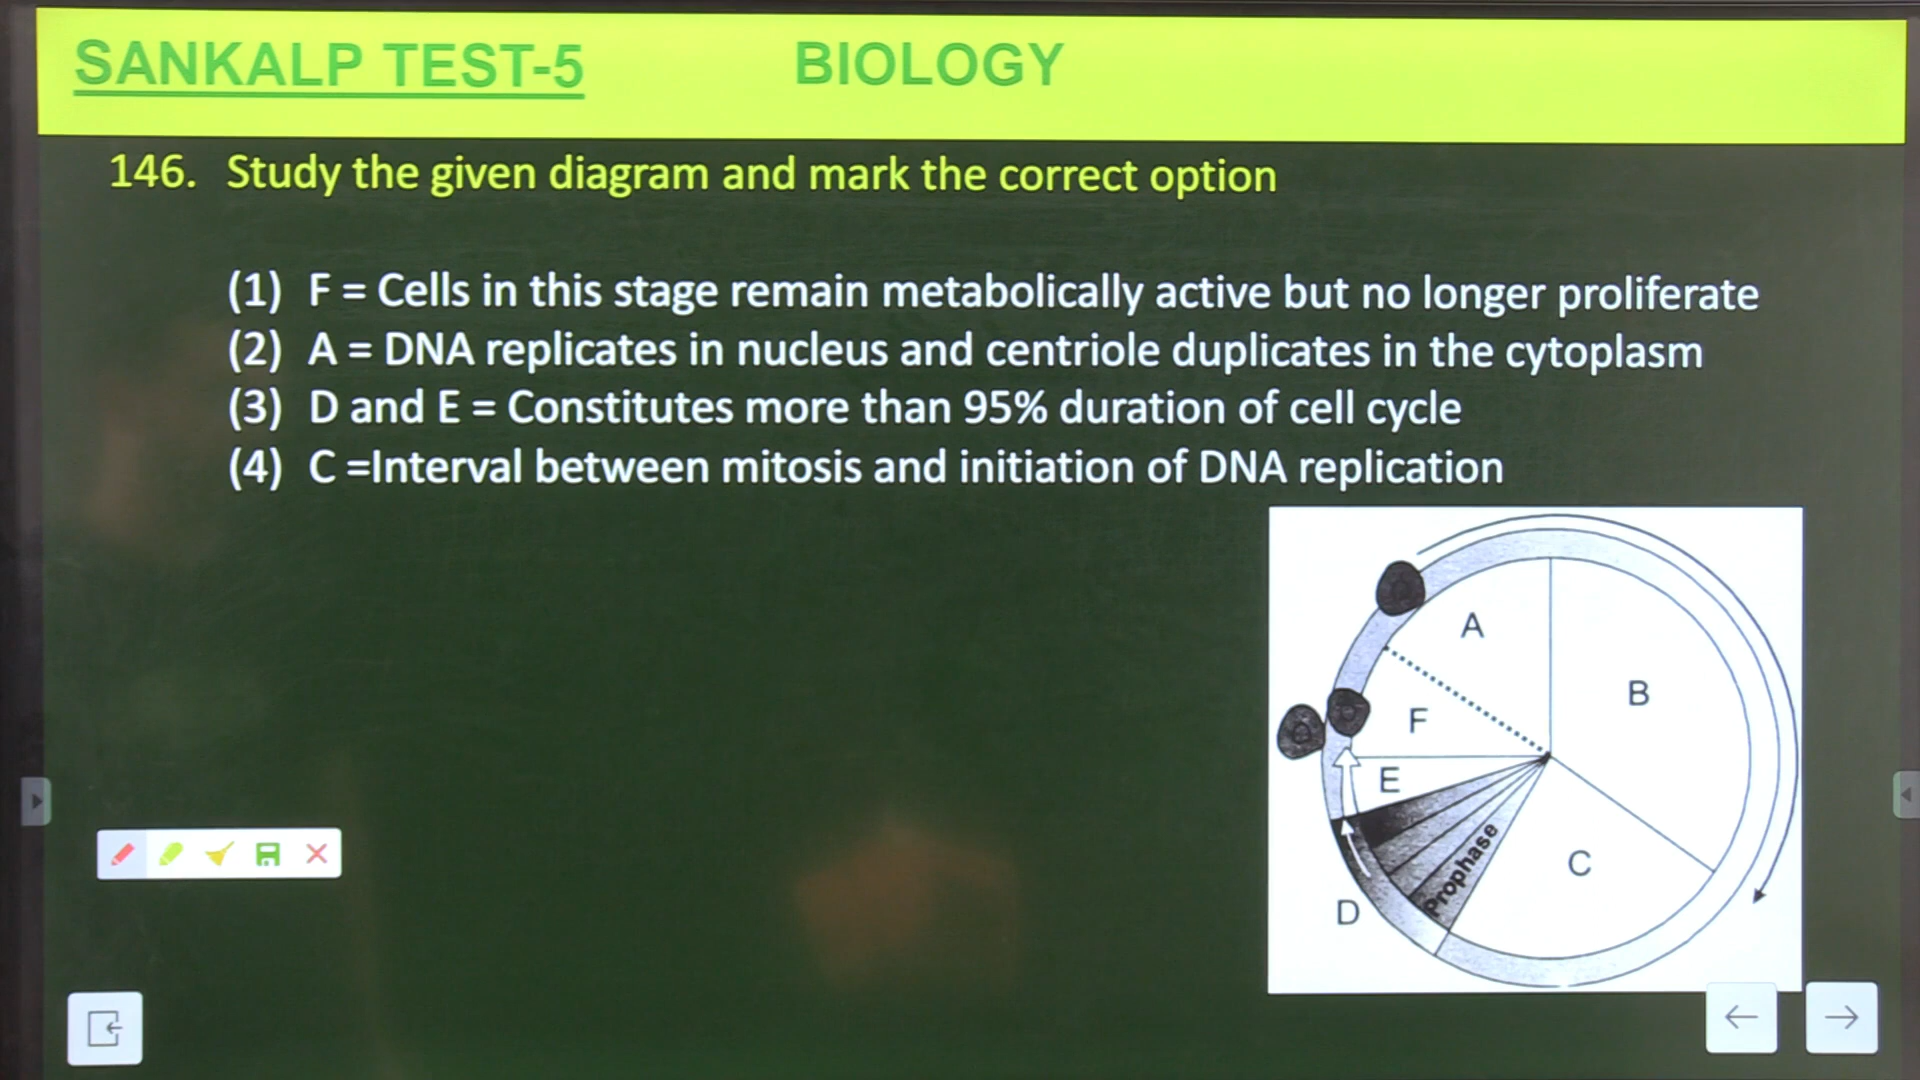 SANKALP TEST-5 BIOLOGY
146. Study the given diagram and mark the correct option
(1) F = Cells in this stage remain metabolically active but no longer proliferate
(2) A = DNA replicates in nucleus and centriole duplicates in the cytoplasm
(3) D and E = Constitutes more than 95% duration of cell cycle
(4) C =Interval between mitosis and initiation of DNA replication
A
B
F
E
Prophase
C
D